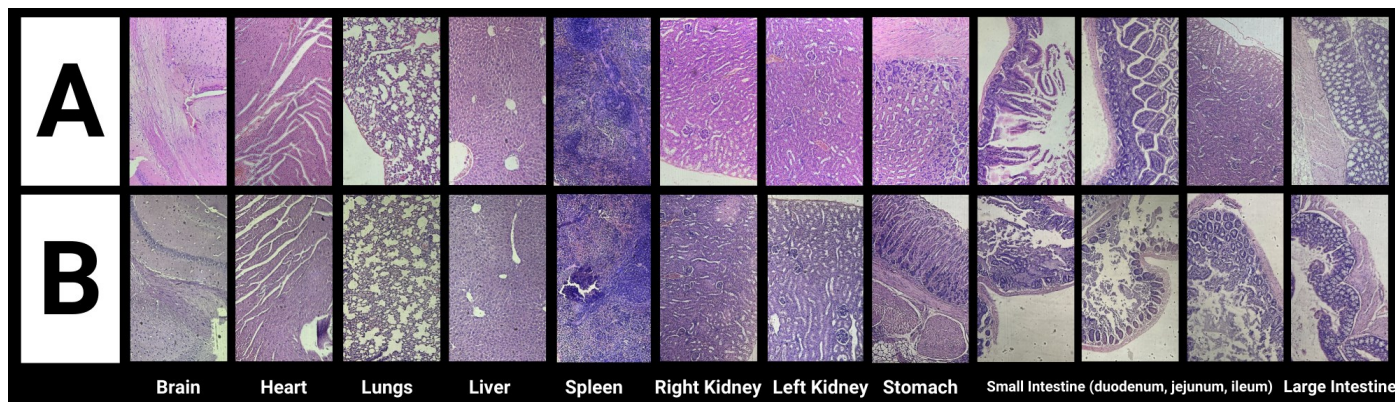 A
B
Brain Heart Lungs Liver Spleen Right Kidney Left Kidney Stomach Small Intestine (duodenum, jejunum, ileum) Large Intestine